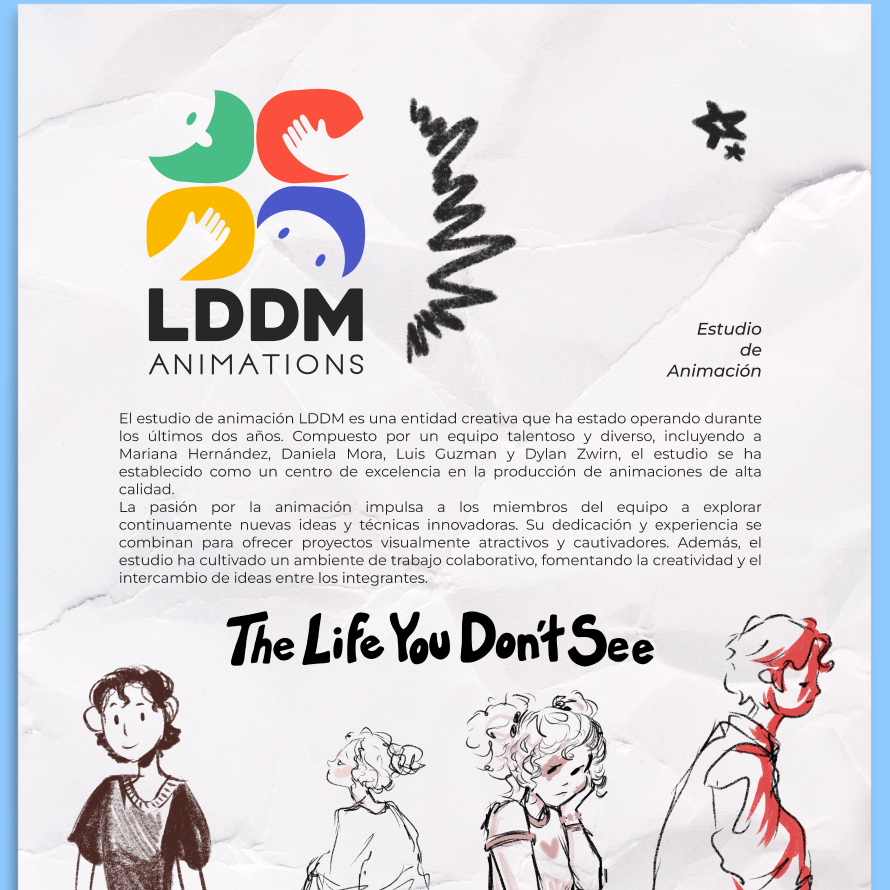 LDDM
ANIMATIONS
Estudio
de
Animación
El estudio de animación LDDM es una entidad creativa que ha estado operando durante
los últimos dos años. Compuesto por un equipo talentoso y diverso, incluyendo a
Mariana Hernández, Daniela Mora, Luis Guzman y Dylan Zwirn, el estudio se ha
establecido como un centro de excelencia en la producción de animaciones de alta
calidad.
La pasión por la animación impulsa a los miembros del equipo a explorar
continuamente nuevas ideas y técnicas innovadoras. Su dedicación y experiencia se
combinan para ofrecer proyectos visualmente atractivos y cautivadores. Además, el
estudio ha cultivado un ambiente de trabajo colaborativo, fomentando la creatividad y el
intercambio de ideas entre los integrantes.
The Life You Don't See